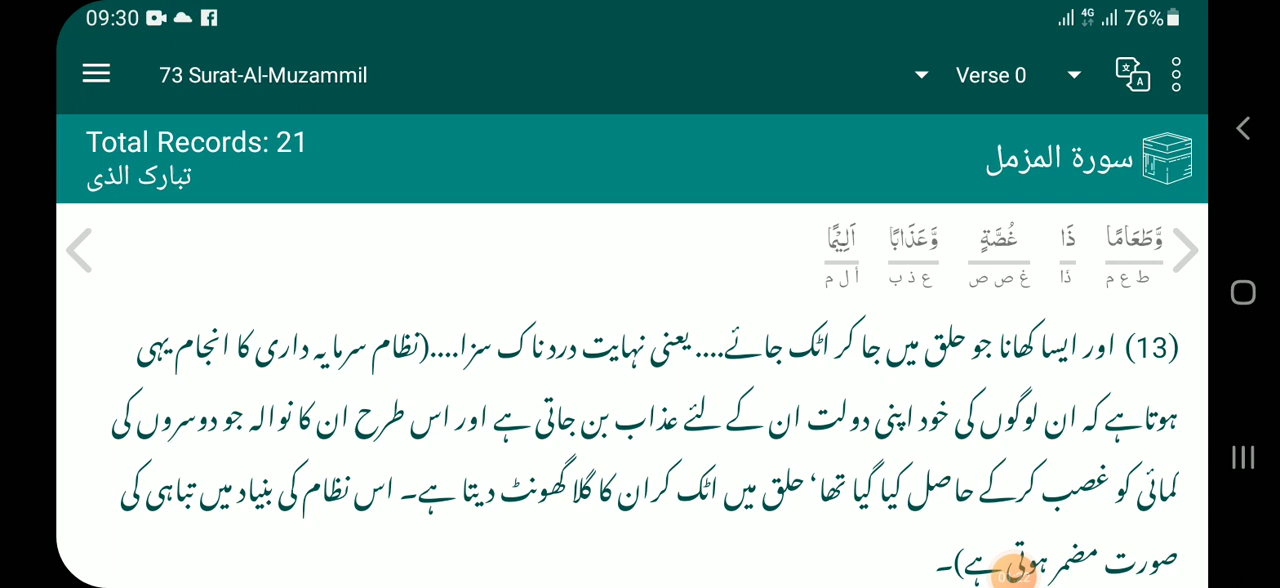 09:30
4G 76%
73 Surat-Al-Muzammil
Verse 0
Total Records: 21
تبارک الذی
سورة المزمل
وَّطَعَامًا ذَا غُصَّةٍ وَّعَذَابًا اَلِيْمًا
ط ع م ذَا غ ص ص ع ذ ب أ ل م
(13) اور ایسا کھانا جو حلق میں جا کر اٹک جائے.... یعنی نہایت دردناک سزا....(نظام سرمایہ داری کا انجام یہی
ہوتا ہے کہ ان لوگوں کی خود اپنی دولت ان کے لئے عذاب بن جاتی ہے اور اس طرح ان کا نوالہ جو دوسروں کی
کمائی کو غصب کرکے حاصل کیا گیا تھا‘ حلق میں اٹک کران کا گلا گھونٹ دیتا ہے۔ اس نظام کی بنیاد میں تباہی کی
صورت مضمر ہوتی ہے)۔